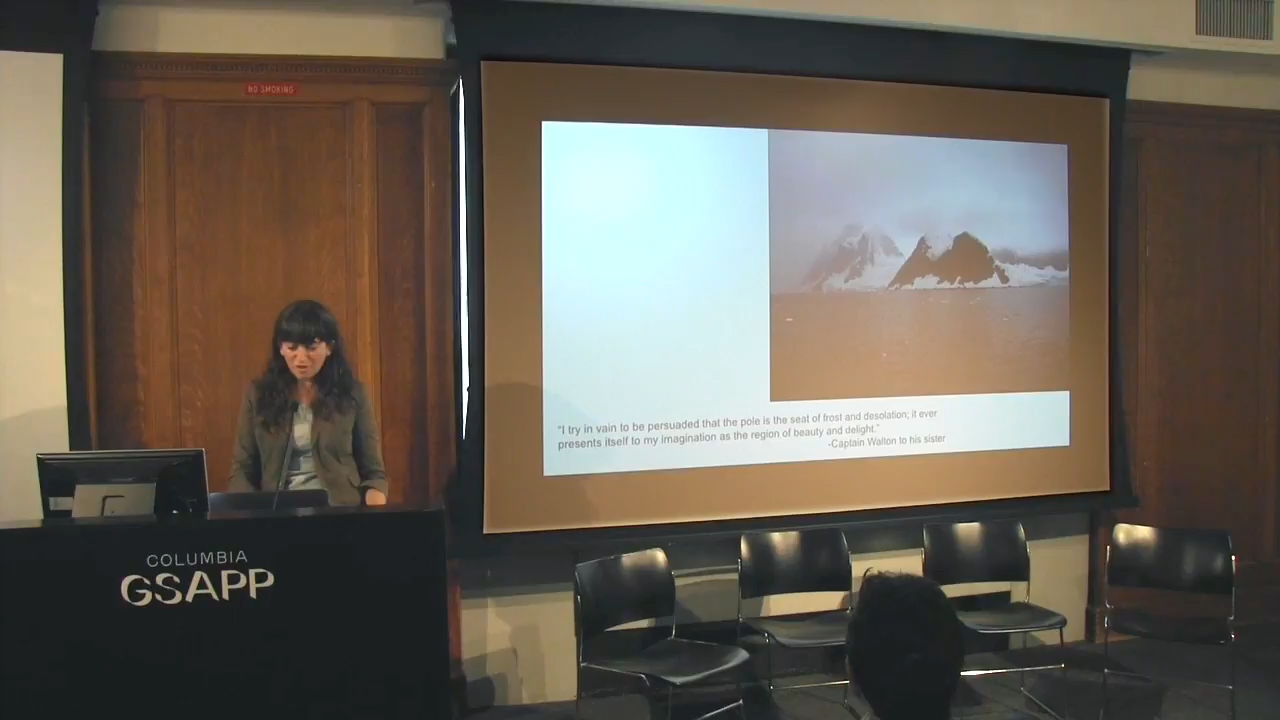 NO SMOKING
"I try in vain to be persuaded that the pole is the seat of frost and desolation; it ever
presents itself to my imagination as the region of beauty and delight."
-Captain Walton to his sister
COLUMBIA
GSAPP